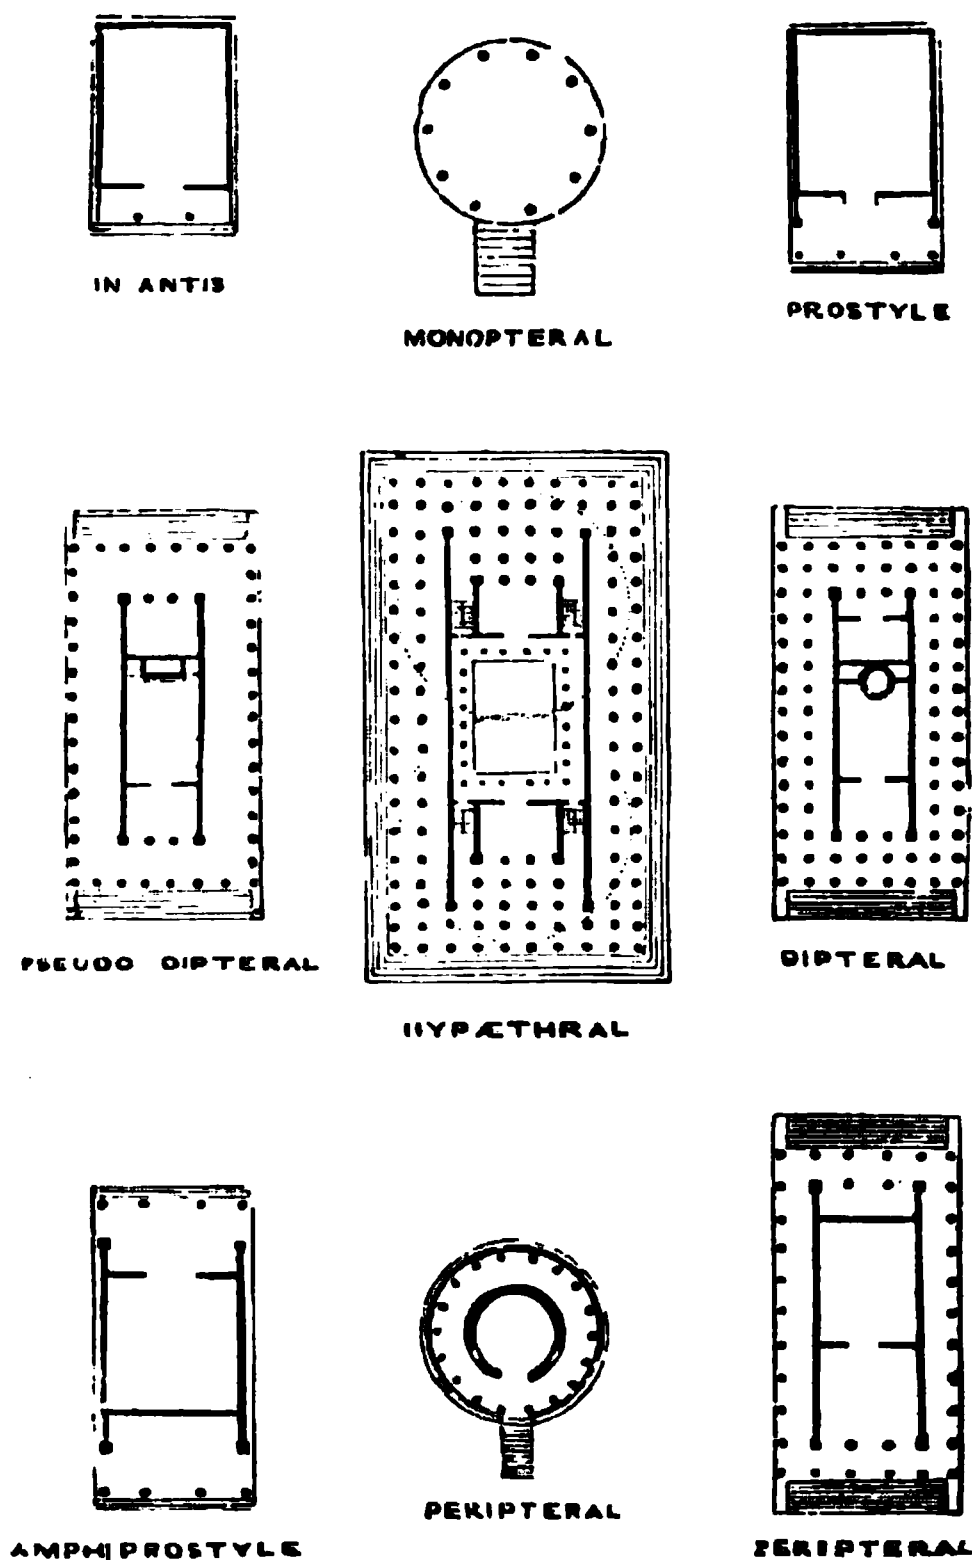 IN ANTIS
MONOPTERAL
PROSTYLE
PSEUDO DIPTERAL
HYPÆTHRAL
DIPTERAL
AMPHIPROSTYLE
PERIPTERAL
PERIPTERAL